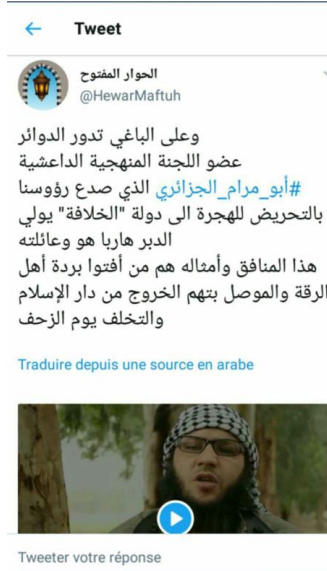 Tweet
الحوار المفتوح
@HewarMaftuh
وعلى الباغي تدور الدوائر
عضو اللجنة المنهجية الداعشية
#أبو_مرام_الجزائري الذي صدع رؤوسنا
بالتحريض للهجرة الى دولة "الخلافة" يولي
الدبر هاربا هو وعائلته
هذا المنافق وأمثاله هم من أفتوا بردة أهل
الرقة والموصل بتهم الخروج من دار الإسلام
والتخلف يوم الزحف
Traduire depuis une source en arabe
Tweeter votre réponse